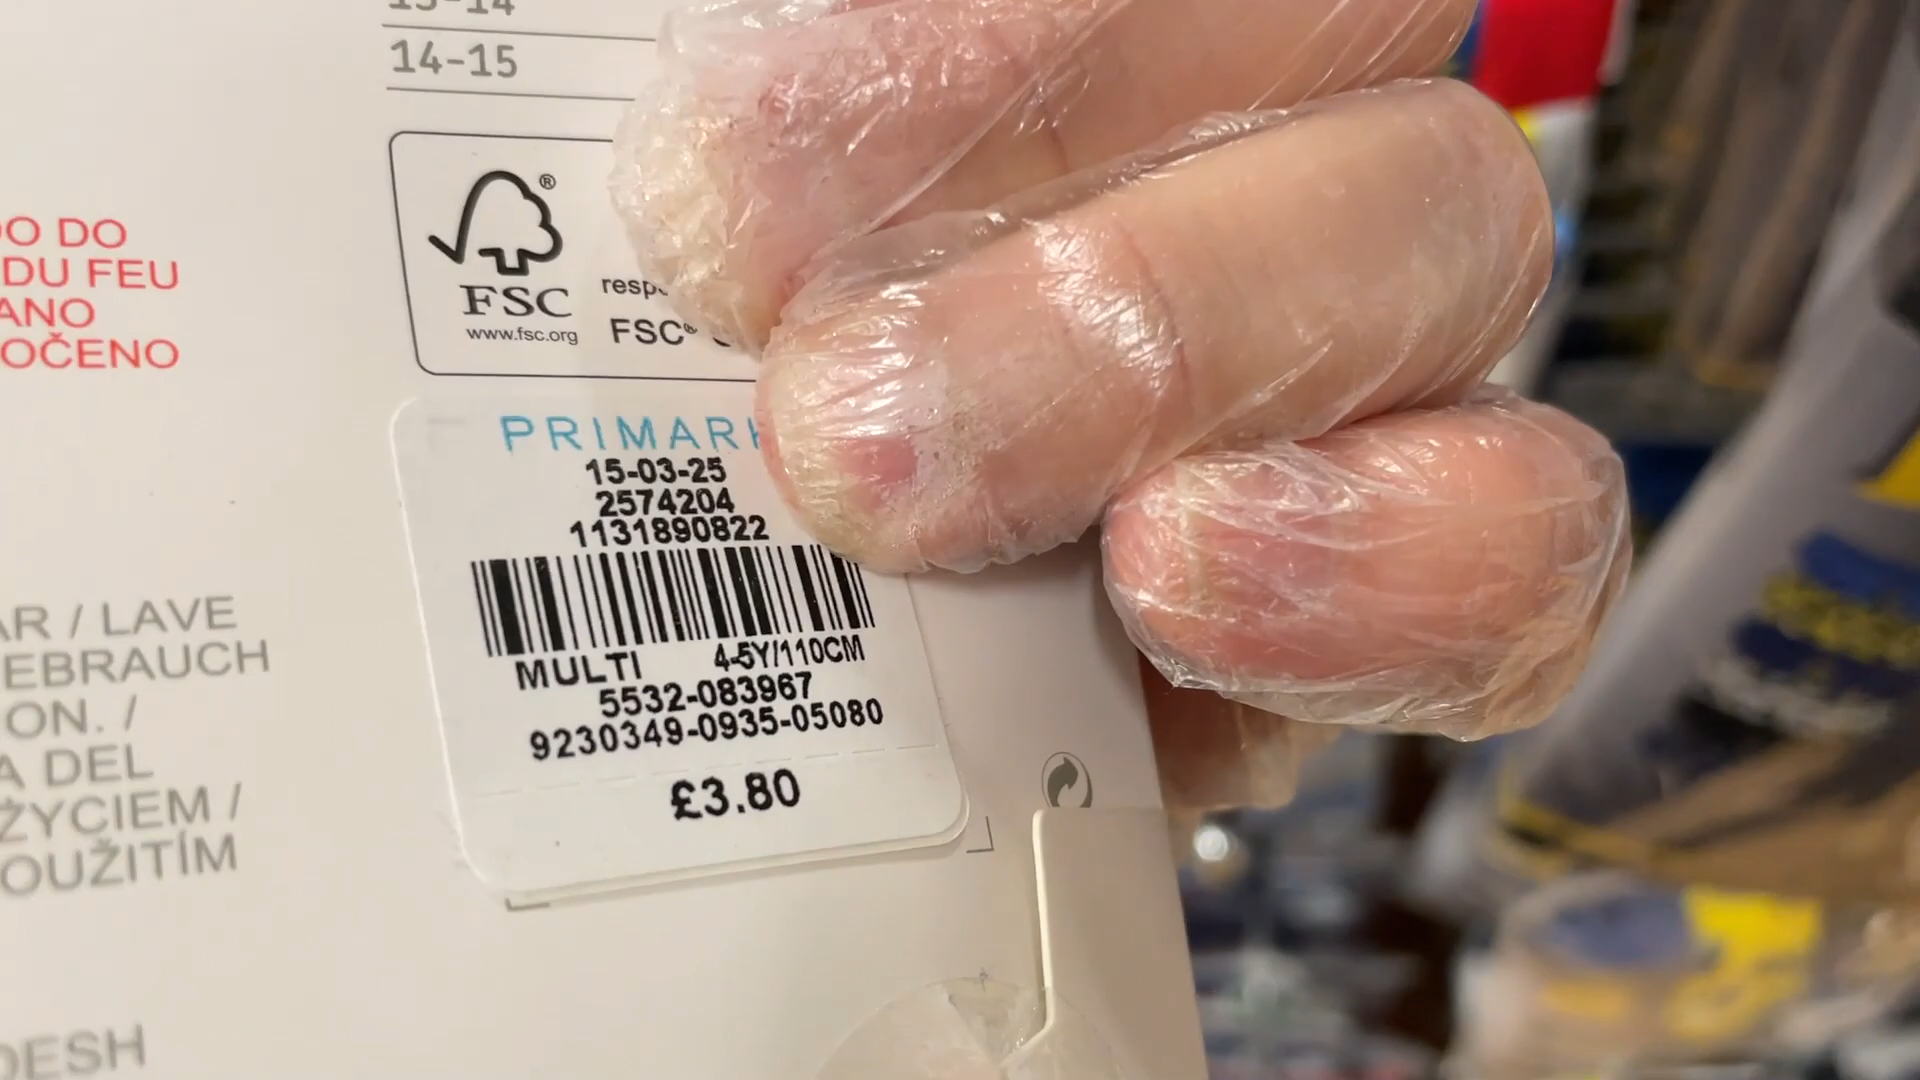 13-14
14-15
®
FSC
www.fsc.org
FSC®
DO DO
DU FEU
ANO
OČENO
PRIMARK
15-03-25
2574204
1131890822
MULTI 4-5Y/110CM
5532-083967
9230349-0935-05080
£3.80
AR / LAVE
EBRAUCH
ON. /
A DEL
ŻYCIEM /
OUŽITÍM
DESH